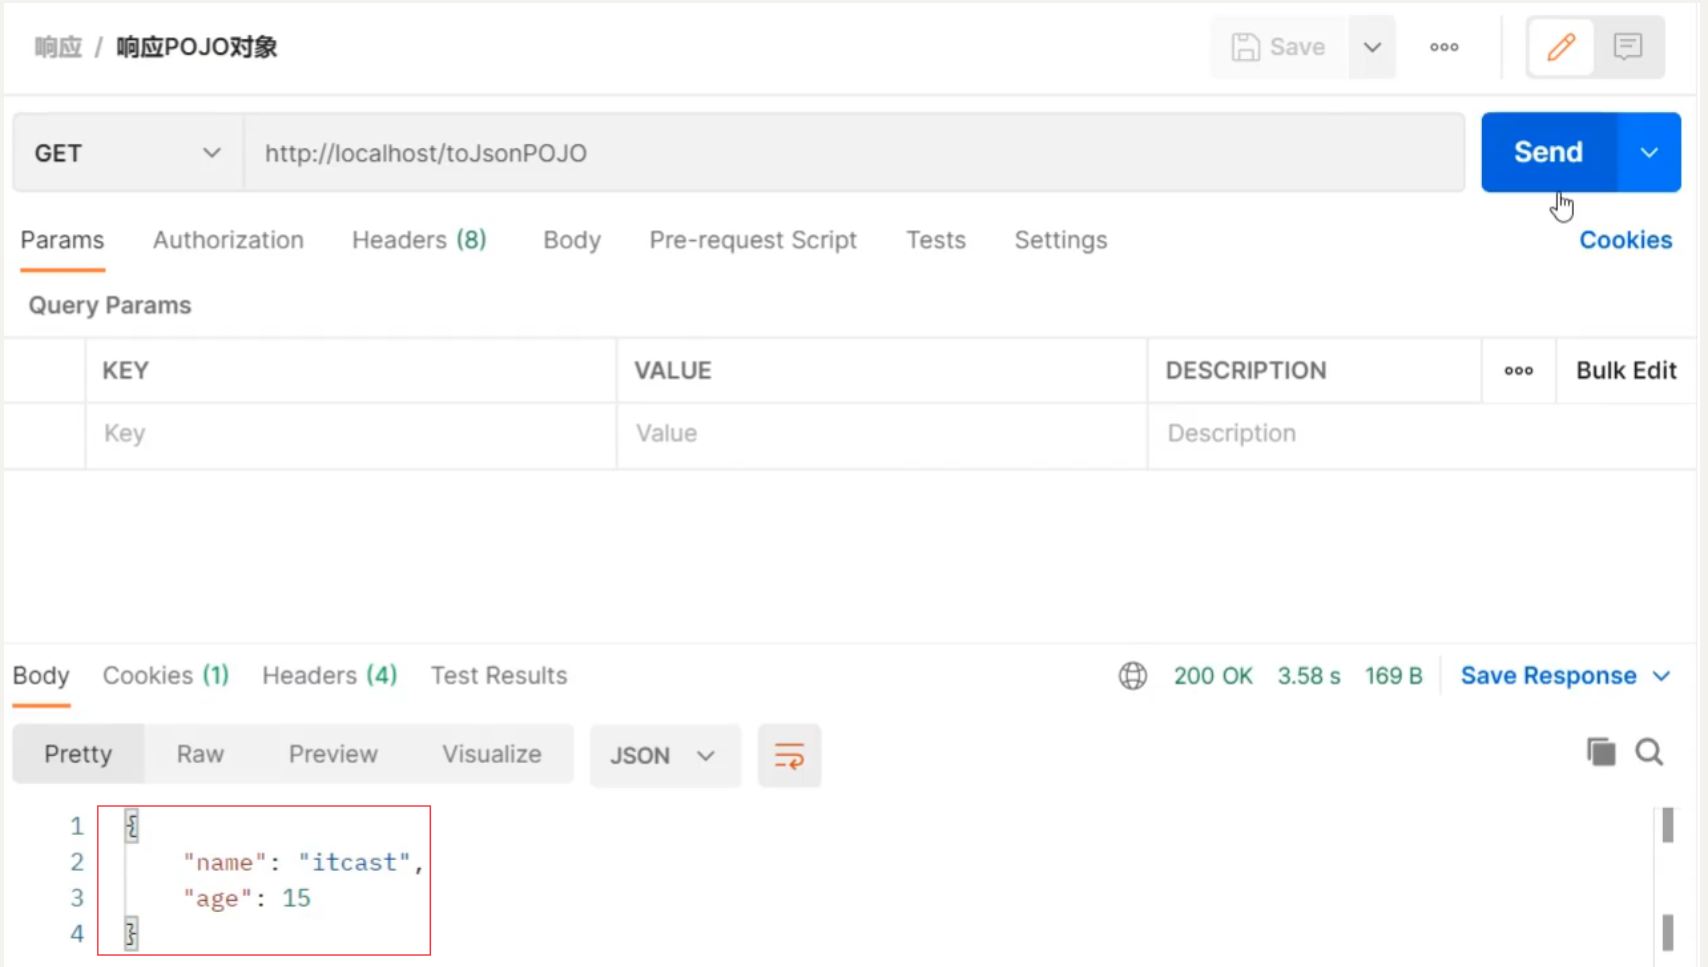 响应 / 响应POJO对象
Save
GET
http://localhost/toJsonPOJO
Send
Params Authorization Headers (8) Body Pre-request Script Tests Settings Cookies
Query Params
KEY VALUE DESCRIPTION Bulk Edit
Key Value Description
Body Cookies (1) Headers (4) Test Results 200 OK 3.58 s 169 B Save Response
Pretty Raw Preview Visualize JSON
1 {
2 "name": "itcast",
3 "age": 15
4 }